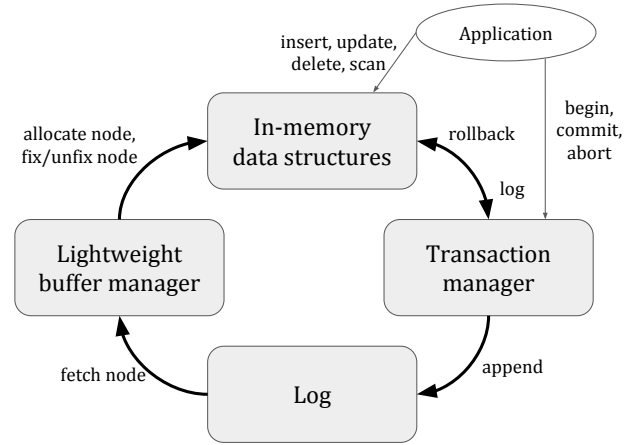 Application
insert, update,
delete, scan
begin,
commit,
abort
In-memory
data structures
allocate node,
fix/unfix node
rollback
log
Lightweight
buffer manager
Transaction
manager
fetch node
append
Log